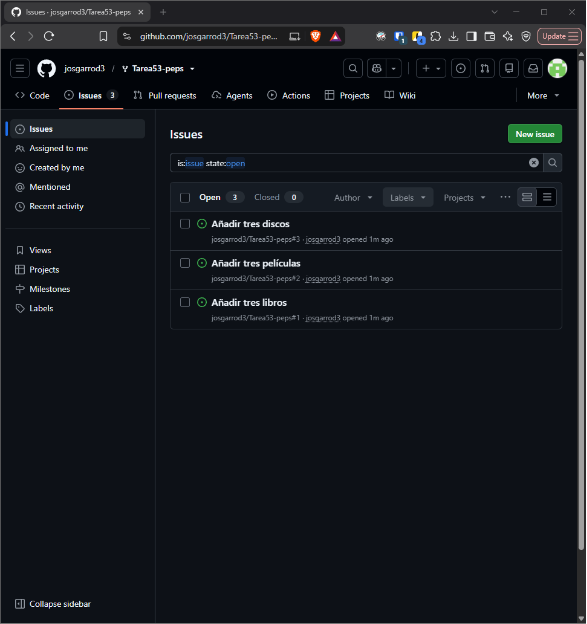 Issues · josgarrod3/Tarea53-peps
github.com/josgarrod3/Tarea53-pe...
1
4
Update
josgarrod3 / Tarea53-peps
Code
Issues 3
Pull requests
Agents
Actions
Projects
Wiki
More
Issues
Assigned to me
Created by me
Mentioned
Recent activity
Views
Projects
Milestones
Labels
Collapse sidebar
Issues
New issue
is:issue state:open
Open 3 Closed 0 Author Labels Projects
Añadir tres discos
josgarrod3/Tarea53-peps#3 · josgarrod3 opened 1m ago
Añadir tres películas
josgarrod3/Tarea53-peps#2 · josgarrod3 opened 1m ago
Añadir tres libros
josgarrod3/Tarea53-peps#1 · josgarrod3 opened 1m ago